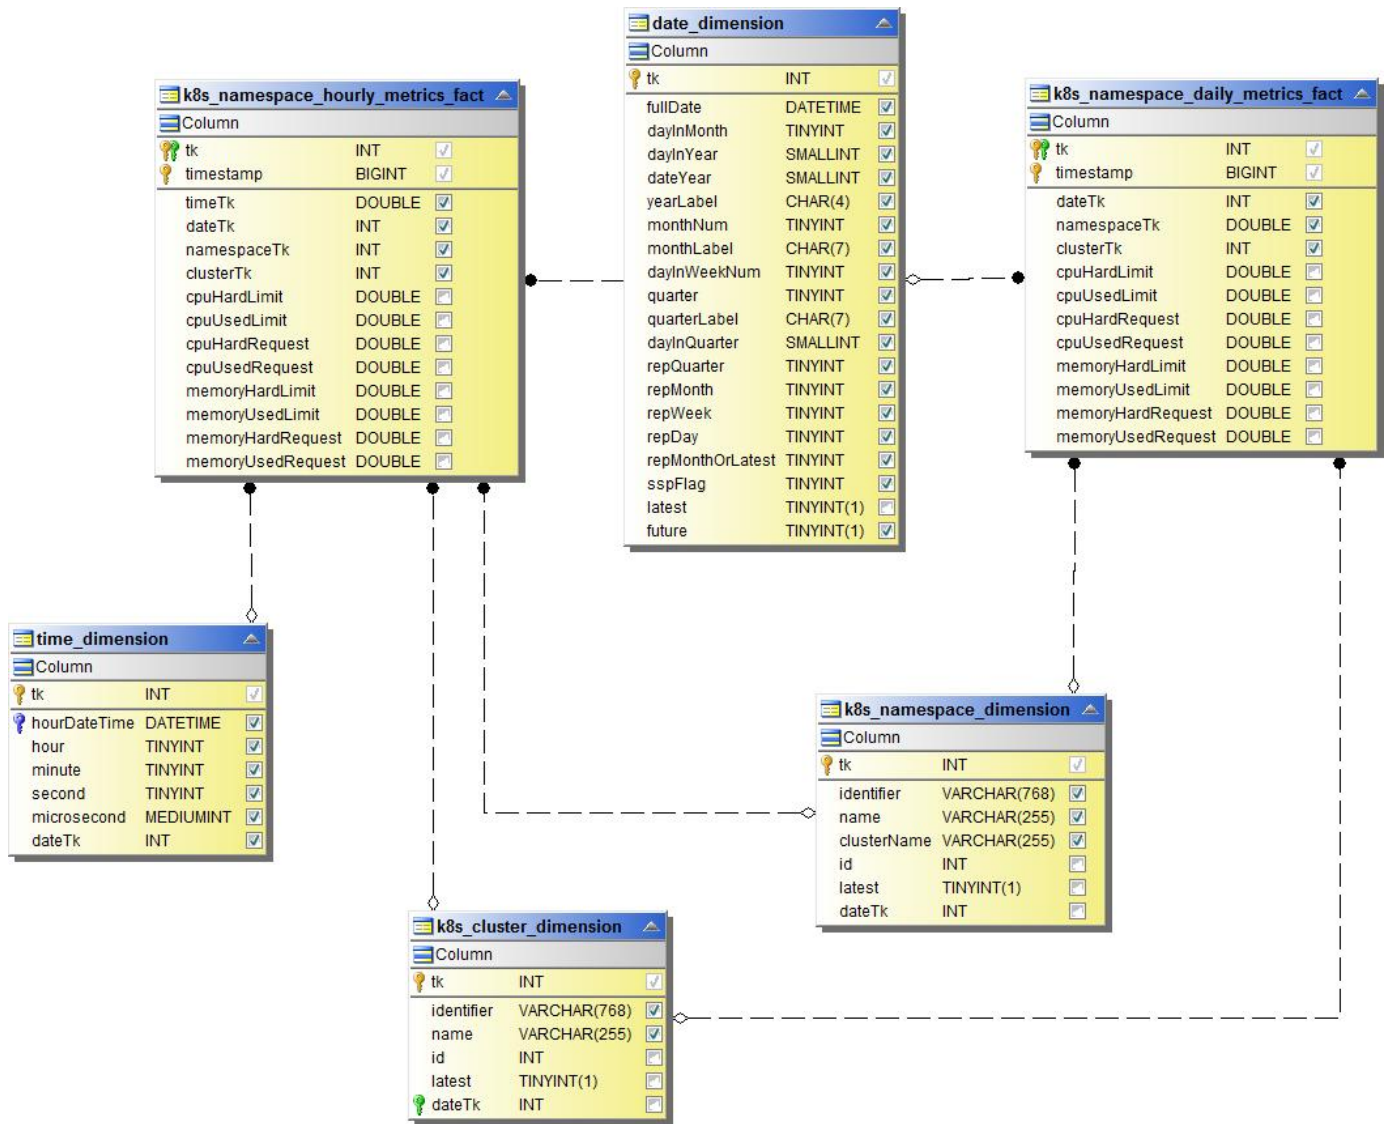 date_dimension
Column
tk INT
fullDate DATETIME
dayInMonth TINYINT
dayInYear SMALLINT
dateYear SMALLINT
yearLabel CHAR(4)
monthNum TINYINT
monthLabel CHAR(7)
dayInWeekNum TINYINT
quarter TINYINT
quarterLabel CHAR(7)
dayInQuarter SMALLINT
repQuarter TINYINT
repMonth TINYINT
repWeek TINYINT
repDay TINYINT
repMonthOrLatest TINYINT
sspFlag TINYINT
latest TINYINT(1)
future TINYINT(1)
k8s_namespace_hourly_metrics_fact
Column
tk INT
timestamp BIGINT
timeTk DOUBLE
dateTk INT
namespaceTk INT
clusterTk INT
cpuHardLimit DOUBLE
cpuUsedLimit DOUBLE
cpuHardRequest DOUBLE
cpuUsedRequest DOUBLE
memoryHardLimit DOUBLE
memoryUsedLimit DOUBLE
memoryHardRequest DOUBLE
memoryUsedRequest DOUBLE
k8s_namespace_daily_metrics_fact
Column
tk INT
timestamp BIGINT
dateTk INT
namespaceTk DOUBLE
clusterTk INT
cpuHardLimit DOUBLE
cpuUsedLimit DOUBLE
cpuHardRequest DOUBLE
cpuUsedRequest DOUBLE
memoryHardLimit DOUBLE
memoryUsedLimit DOUBLE
memoryHardRequest DOUBLE
memoryUsedRequest DOUBLE
time_dimension
Column
tk INT
hourDateTime DATETIME
hour TINYINT
minute TINYINT
second TINYINT
microsecond MEDIUMINT
dateTk INT
k8s_namespace_dimension
Column
tk INT
identifier VARCHAR(768)
name VARCHAR(255)
clusterName VARCHAR(255)
id INT
latest TINYINT(1)
dateTk INT
k8s_cluster_dimension
Column
tk INT
identifier VARCHAR(768)
name VARCHAR(255)
id INT
latest TINYINT(1)
dateTk INT